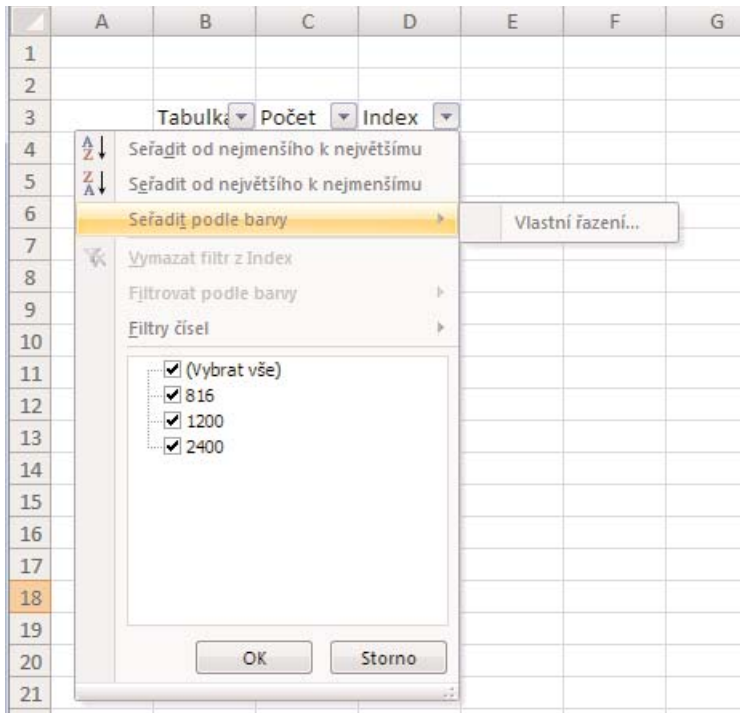 A B C D E F G
1
2
3 Tabulka Počet Index
4 Seřadit od nejmenšího k největšímu
5 Seřadit od největšího k nejmenšímu
6 Seřadit podle barvy Vlastní řazení...
7 Vymazat filtr z Index
8 Filtrovat podle barvy
9
10 Filtry čísel
11 (Vybrat vše)
12 816
13 1200
2400
14
15
16
17
18
19
20 OK Storno
21